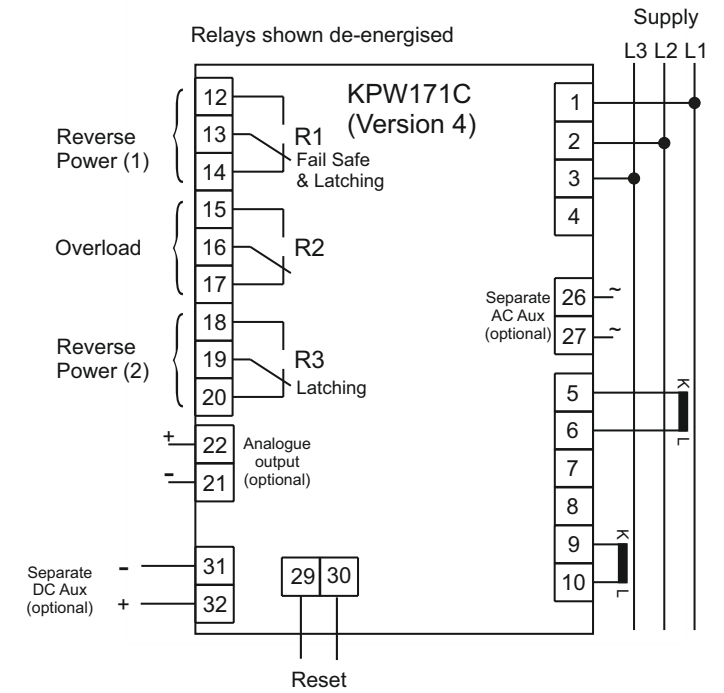 Relays shown de-energised
Supply
L3 L2 L1
KPW171C
(Version 4)
Reverse
Power (1)
12
13
14
R1
Fail Safe
& Latching
Overload
15
16
17
R2
Reverse
Power (2)
18
19
20
R3
Latching
+
-
22
21
Analogue
output
(optional)
Separate
DC Aux
(optional)
-
+
31
32
29 30
Reset
1
2
3
4
Separate
AC Aux
(optional)
26 ~
27 ~
5
6
7
8
9
10
K
L
K
L